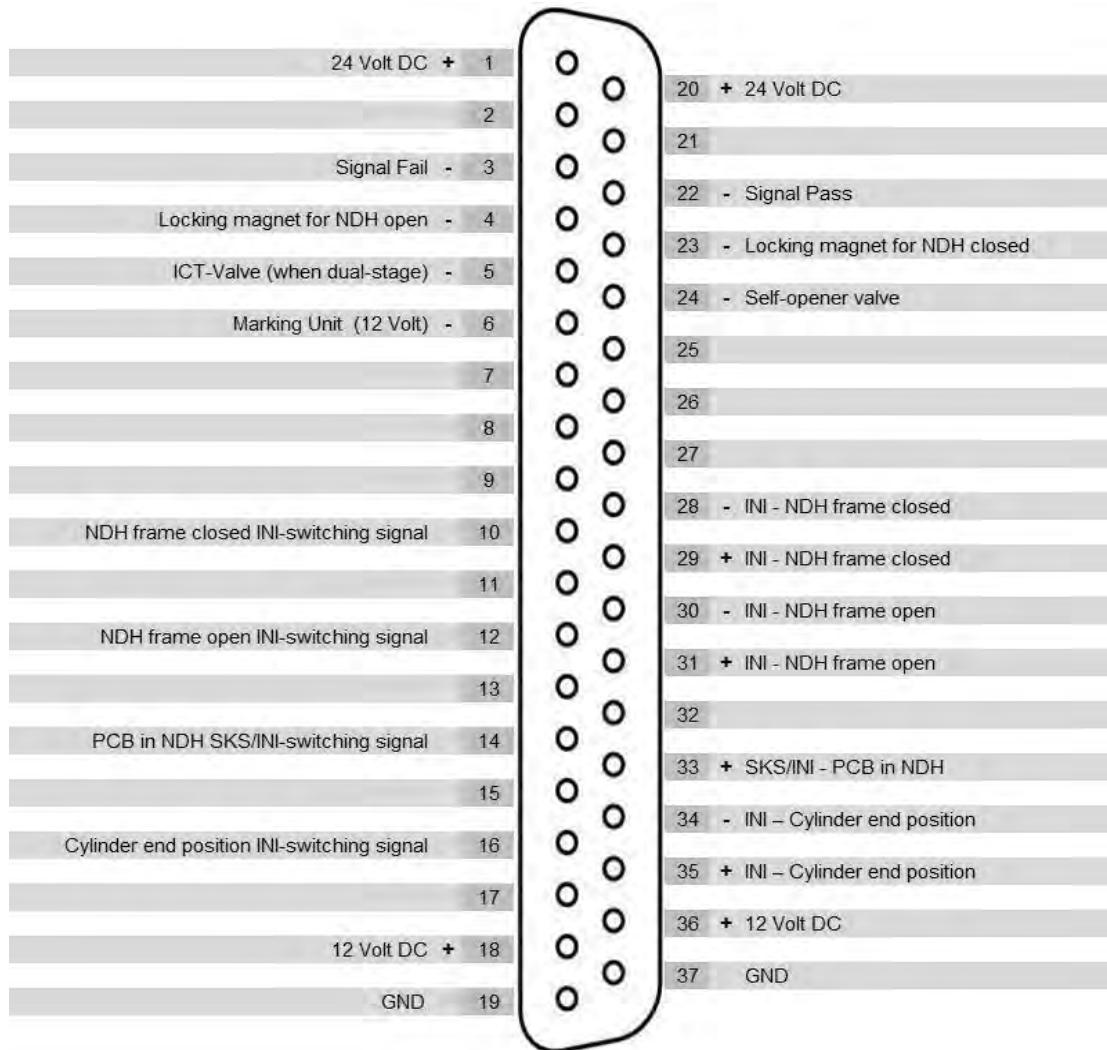 24 Volt DC + 1
2
Signal Fail - 3
Locking magnet for NDH open - 4
ICT-Valve (when dual-stage) - 5
Marking Unit (12 Volt) - 6
7
8
9
NDH frame closed INI-switching signal 10
11
NDH frame open INI-switching signal 12
13
PCB in NDH SKS/INI-switching signal 14
15
Cylinder end position INI-switching signal 16
17
12 Volt DC + 18
GND 19
20 + 24 Volt DC
21
22 - Signal Pass
23 - Locking magnet for NDH closed
24 - Self-opener valve
25
26
27
28 - INI - NDH frame closed
29 + INI - NDH frame closed
30 - INI - NDH frame open
31 + INI - NDH frame open
32
33 + SKS/INI - PCB in NDH
34 - INI – Cylinder end position
35 + INI – Cylinder end position
36 + 12 Volt DC
37 GND